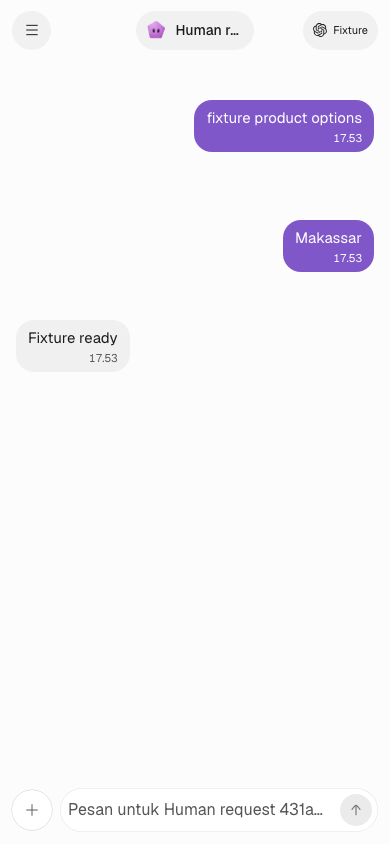 Human r...
Fixture
fixture product options
17.53
Makassar
17.53
Fixture ready
17.53
Pesan untuk Human request 431a...